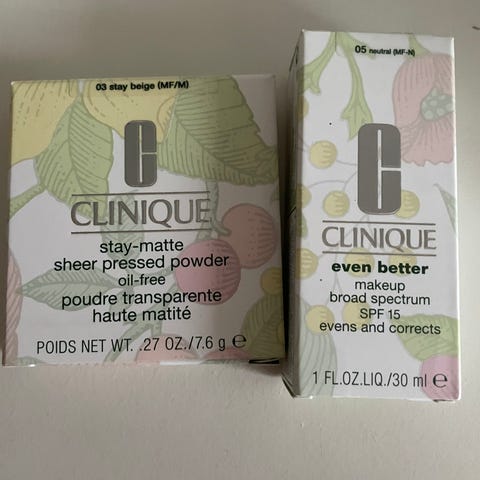 03 stay beige (MF/M)
C
CLINIQUE
stay-matte
sheer pressed powder
oil-free
poudre transparente
haute matité
POIDS NET WT. .27 OZ./7.6 g ℮
05 neutral (MF-N)
C
CLINIQUE
even better
makeup
broad spectrum
SPF 15
evens and corrects
1 FL.OZ.LIQ./30 ml ℮